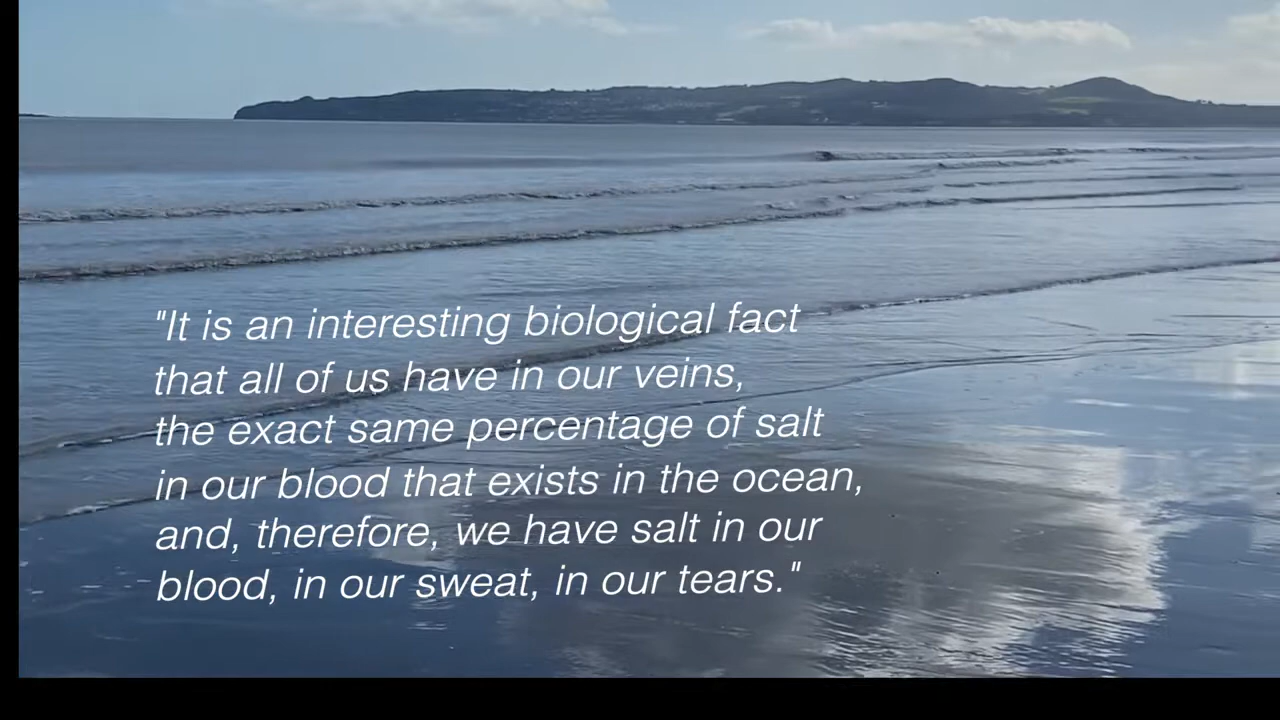 "It is an interesting biological fact
that all of us have in our veins,
the exact same percentage of salt
in our blood that exists in the ocean,
and, therefore, we have salt in our
blood, in our sweat, in our tears."